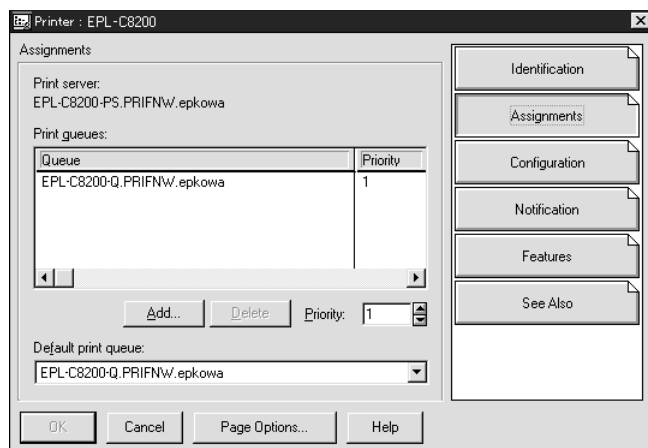 Printer : EPL-C8200
Assignments
Print server:
EPL-C8200-PS.PRIFNW.epkowa
Print queues:
Queue Priority
EPL-C8200-Q.PRIFNW.epkowa 1
Add... Delete Priority: 1
Default print queue:
EPL-C8200-Q.PRIFNW.epkowa
OK Cancel Page Options... Help
Identification
Assignments
Configuration
Notification
Features
See Also